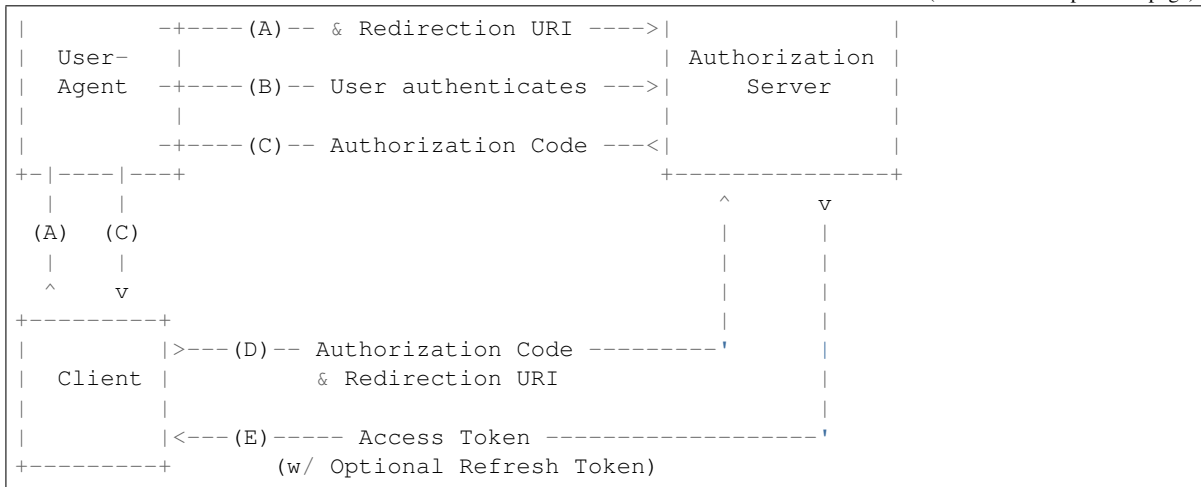 |         -+----(A)-- & Redirection URI ---->|               |
|  User-   |                                 | Authorization |
|  Agent  -+----(B)-- User authenticates --->|     Server    |
|          |                                 |               |
|         -+----(C)-- Authorization Code ---<|               |
+-|----|---+                                 +---------------+
  |    |                                         ^      v
 (A)  (C)                                        |      |
  |    |                                         |      |
  ^    v                                         |      |
+---------+                                      |      |
|         |>---(D)-- Authorization Code ---------'      |
|  Client |          & Redirection URI                  |
|         |                                             |
|         |<---(E)----- Access Token -------------------'
+---------+       (w/ Optional Refresh Token)